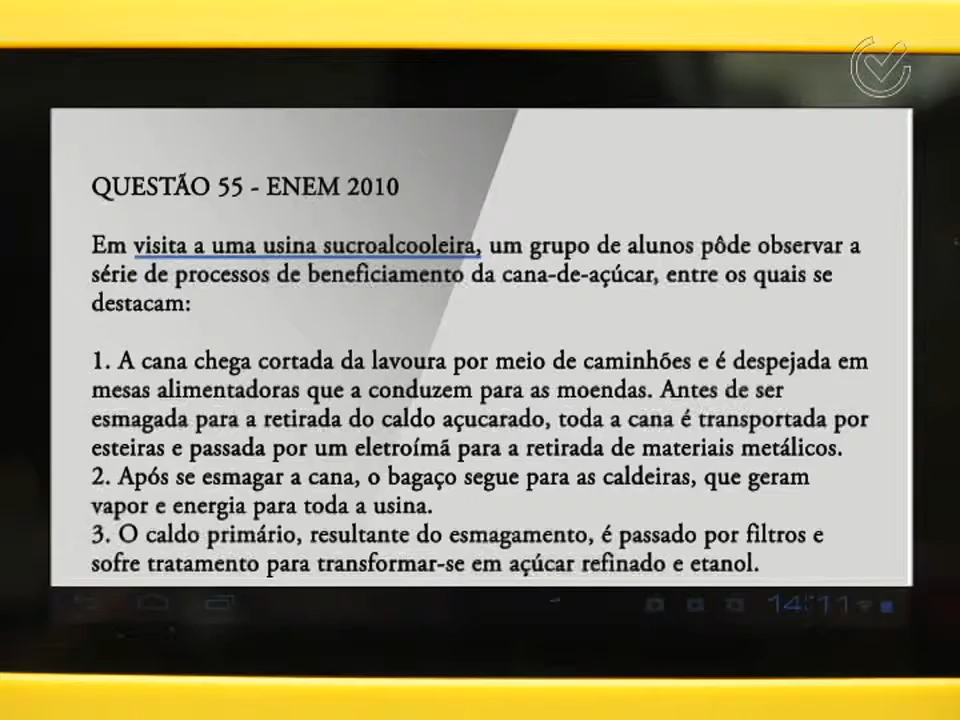 QUESTÃO 55 - ENEM 2010
Em visita a uma usina sucroalcooleira, um grupo de alunos pôde observar a
série de processos de beneficiamento da cana-de-açúcar, entre os quais se
destacam:
1. A cana chega cortada da lavoura por meio de caminhões e é despejada em
mesas alimentadoras que a conduzem para as moendas. Antes de ser
esmagada para a retirada do caldo açucarado, toda a cana é transportada por
esteiras e passada por um eletroímã para a retirada de materiais metálicos.
2. Após se esmagar a cana, o bagaço segue para as caldeiras, que geram
vapor e energia para toda a usina.
3. O caldo primário, resultante do esmagamento, é passado por filtros e
sofre tratamento para transformar-se em açúcar refinado e etanol.
14:11